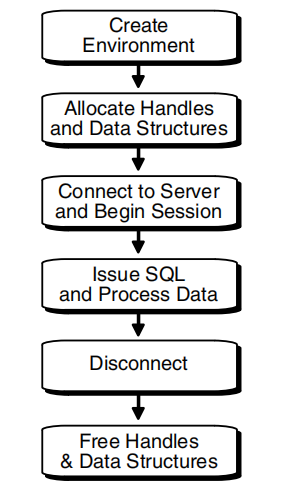 Create
Environment
Allocate Handles
and Data Structures
Connect to Server
and Begin Session
Issue SQL
and Process Data
Disconnect
Free Handles
& Data Structures